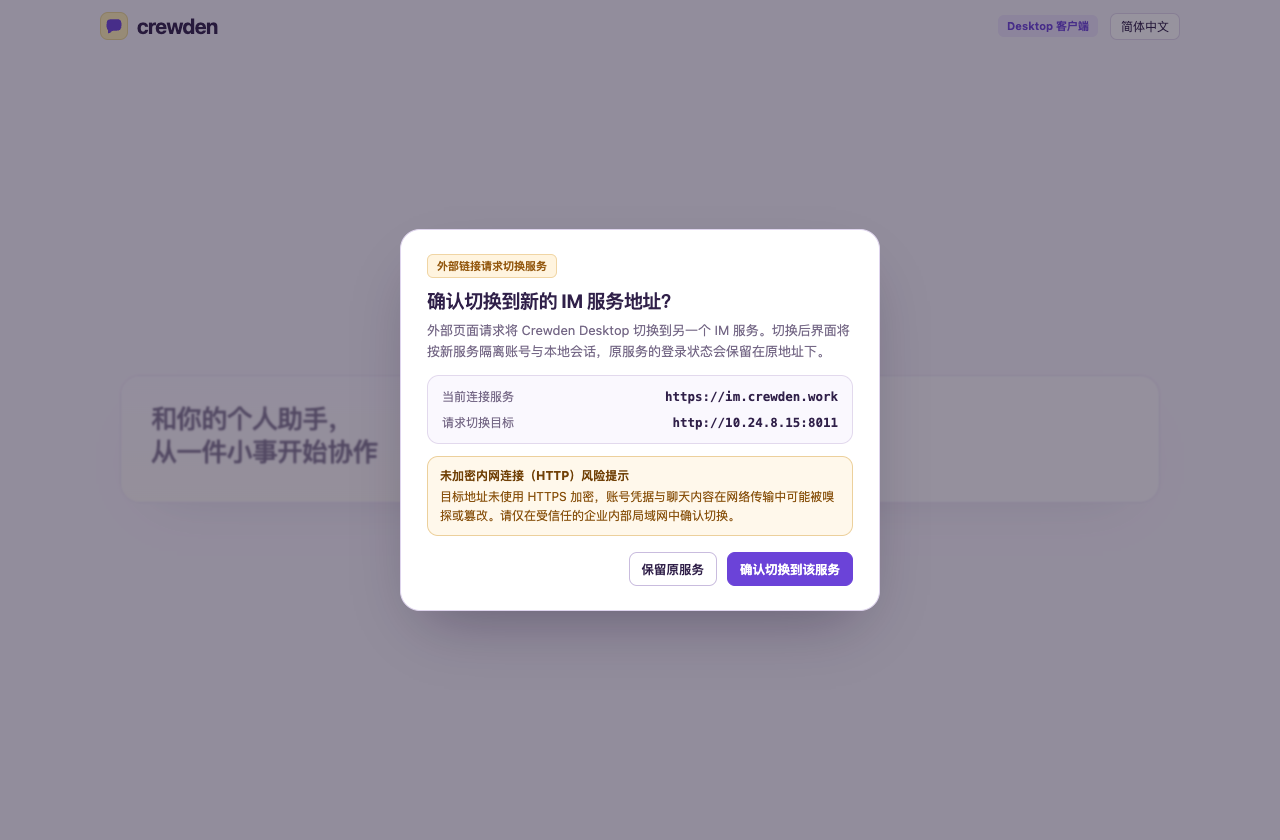 crewden
Desktop 客户端
简体中文
外部链接请求切换服务
确认切换到新的 IM 服务地址?
外部页面请求将 Crewden Desktop 切换到另一个 IM 服务。切换后界面将
按新服务隔离账号与本地会话，原服务的登录状态会保留在原地址下。
当前连接服务 https://im.crewden.work
请求切换目标 http://10.24.8.15:8011
和你的个人助手，
从一件小事开始协作
未加密内网连接（HTTP）风险提示
目标地址未使用 HTTPS 加密，账号凭据与聊天内容在网络传输中可能被嗅
探或篡改。请仅在受信任的企业内部局域网中确认切换。
保留原服务
确认切换到该服务